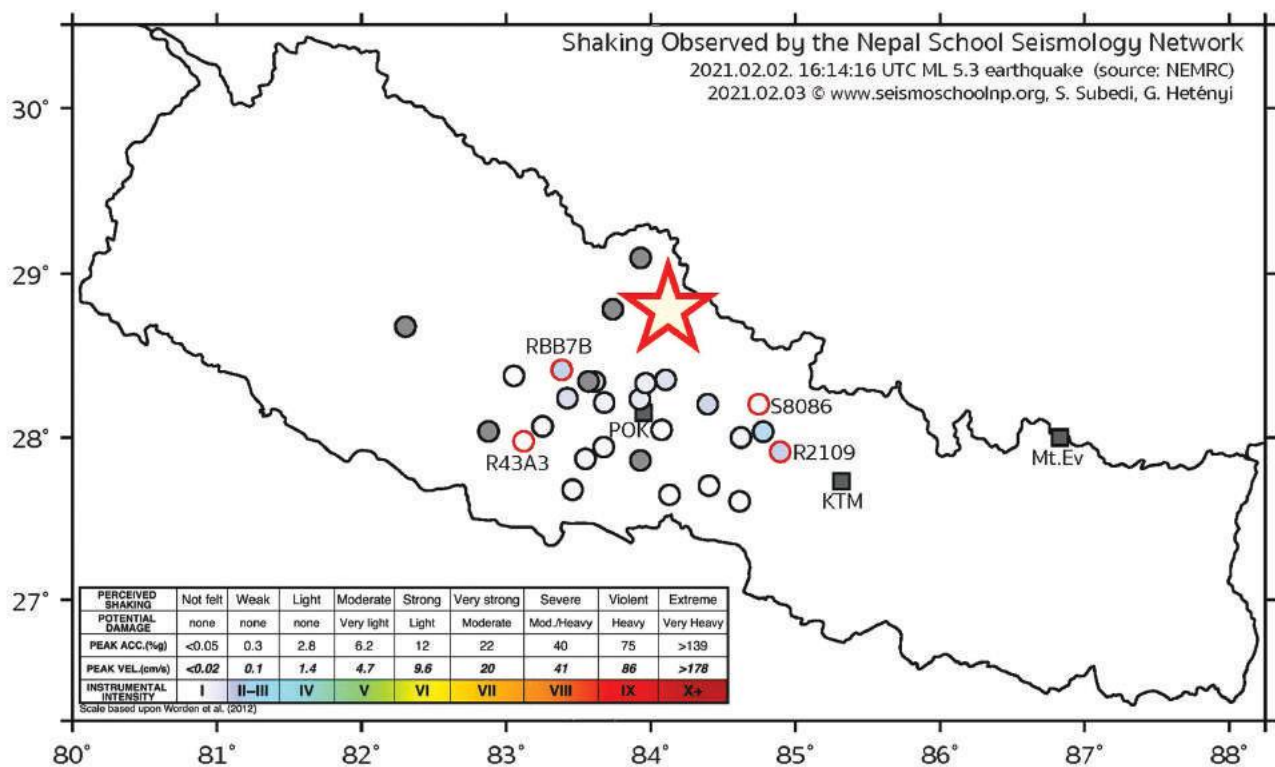 Shaking Observed by the Nepal School Seismology Network
2021.02.02. 16:14:16 UTC ML 5.3 earthquake (source: NEMRC)
2021.02.03 © www.seismoschoolnp.org, S. Subedi, G. Hetényi
30°
29°
28°
27°
RBB7B
S8086
POK
R43A3
R2109
Mt.Ev
KTM
PERCEIVED SHAKING Not felt Weak Light Moderate Strong Very strong Severe Violent Extreme
POTENTIAL DAMAGE none none none Very light Light Moderate Mod./Heavy Heavy Very Heavy
PEAK ACC.(%g) <0.05 0.3 2.8 6.2 12 22 40 75 >139
PEAK VEL.(cm/s) <0.02 0.1 1.4 4.7 9.6 20 41 86 >178
INSTRUMENTAL INTENSITY I II–III IV V VI VII VIII IX X+
Scale based upon Worden et al. (2012)
80° 81° 82° 83° 84° 85° 86° 87° 88°